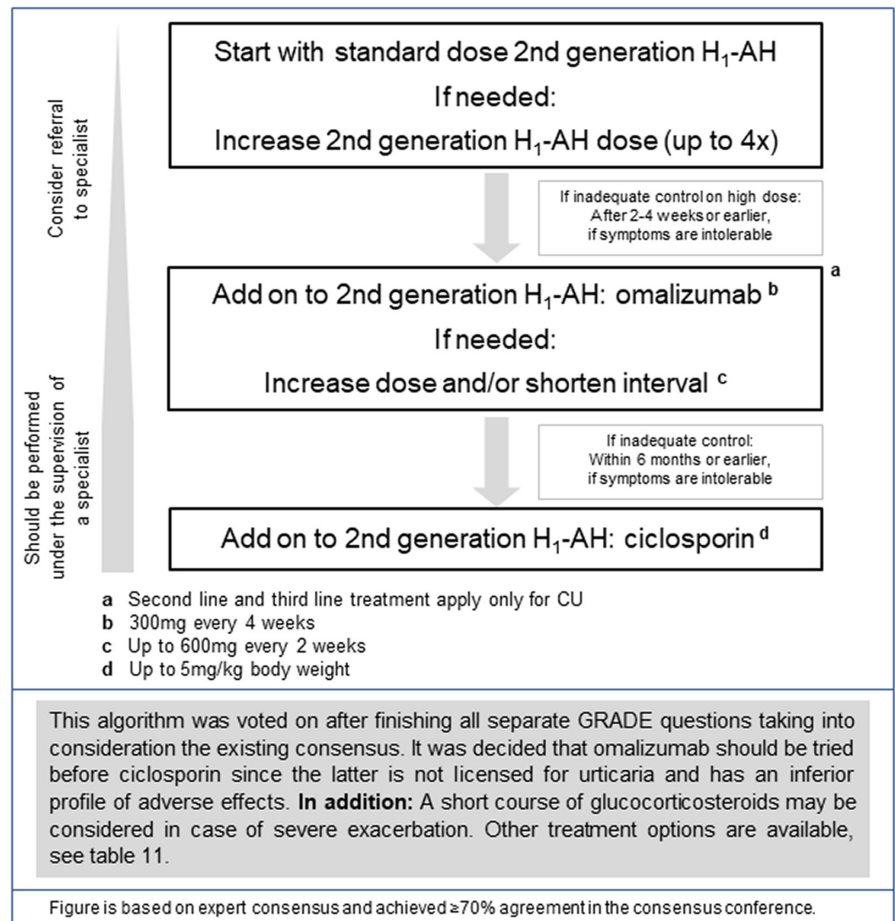 Start with standard dose 2nd generation H₁-AH
If needed:
Increase 2nd generation H₁-AH dose (up to 4x)
Consider referral
to specialist
If inadequate control on high dose:
After 2-4 weeks or earlier,
if symptoms are intolerable
a
Add on to 2nd generation H₁-AH: omalizumab b
If needed:
Increase dose and/or shorten interval c
Should be performed
under the supervision of
a specialist
If inadequate control:
Within 6 months or earlier,
if symptoms are intolerable
Add on to 2nd generation H₁-AH: ciclosporin d
a Second line and third line treatment apply only for CU
b 300mg every 4 weeks
c Up to 600mg every 2 weeks
d Up to 5mg/kg body weight
This algorithm was voted on after finishing all separate GRADE questions taking into
consideration the existing consensus. It was decided that omalizumab should be tried
before ciclosporin since the latter is not licensed for urticaria and has an inferior
profile of adverse effects. In addition: A short course of glucocorticosteroids may be
considered in case of severe exacerbation. Other treatment options are available,
see table 11.
Figure is based on expert consensus and achieved ≥70% agreement in the consensus conference.